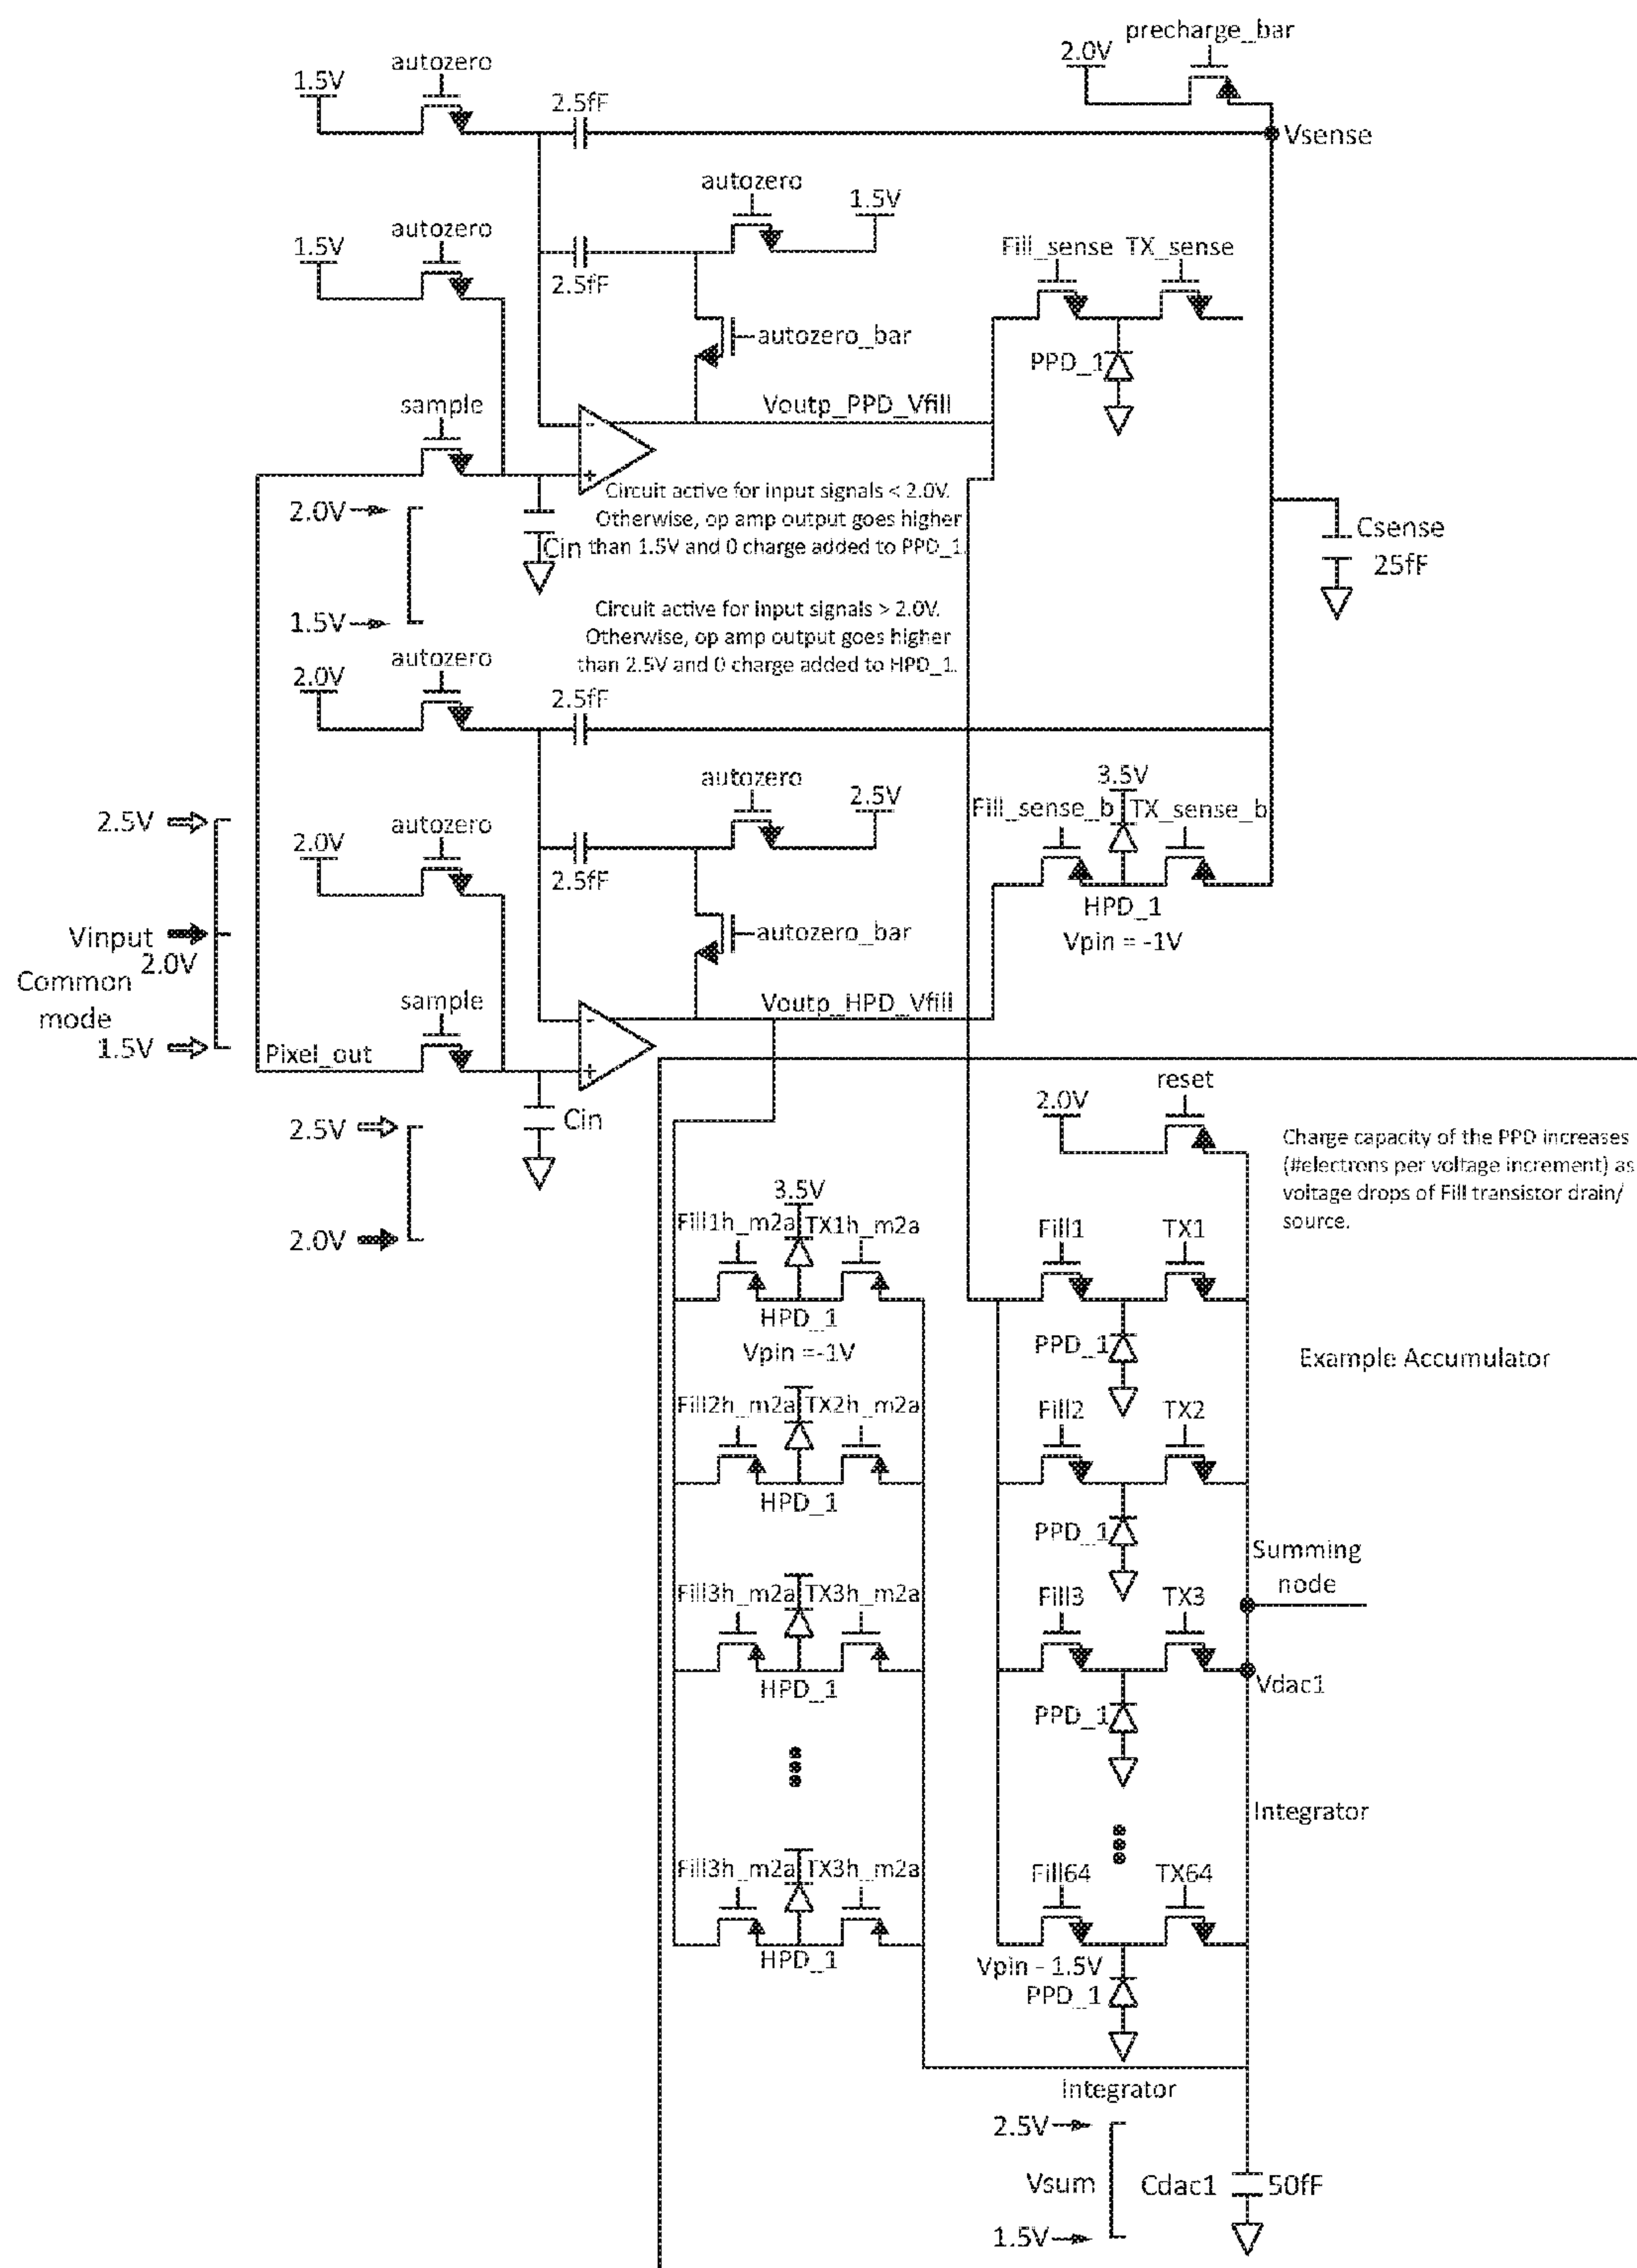 precharge_bar
2.0V
autozero
1.5V
2.5fF
Vsense
autozero
1.5V
autozero
1.5V
2.5fF
Fill_sense TX_sense
autozero_bar
PPD_1
sample
Voutp_PPD_Vfill
-
+
Circuit active for input signals < 2.0V.
Otherwise, op amp output goes higher
than 1.5V and 0 charge added to PPD_1.
2.0V
Cin
1.5V
Csense
25fF
Circuit active for input signals > 2.0V.
Otherwise, op amp output goes higher
than 2.5V and 0 charge added to HPD_1.
autozero
2.0V
2.5fF
autozero
2.5V
3.5V
Fill_sense_b TX_sense_b
2.5V
autozero
2.0V
2.5fF
HPD_1
Vpin = -1V
autozero_bar
Vinput
2.0V
Common
mode
1.5V
sample
Voutp_HPD_Vfill
-
Pixel_out
+
Cin
2.5V
2.0V
reset
2.0V
Charge capacity of the PPD increases
(#electrons per voltage increment) as
voltage drops of Fill transistor drain/
source.
3.5V
Fill1h_m2a TX1h_m2a
Fill1 TX1
HPD_1
Vpin =-1V
PPD_1
Example Accumulator
Fill2h_m2a TX2h_m2a
Fill2 TX2
HPD_1
PPD_1
Summing
node
Fill3h_m2a TX3h_m2a
Fill3 TX3
HPD_1
Vdac1
PPD_1
Integrator
Fill3h_m2a TX3h_m2a
Fill64 TX64
HPD_1
Vpin - 1.5V
PPD_1
Integrator
2.5V
Vsum
Cdac1
50fF
1.5V